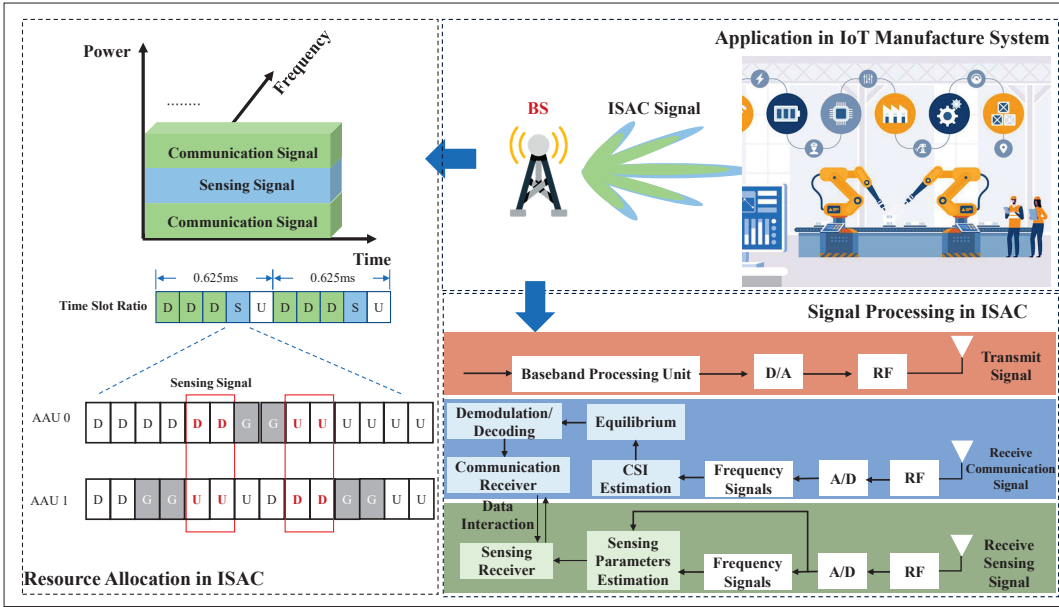 Power
Frequency
........
Communication Signal
Sensing Signal
Communication Signal
Time
0.625ms 0.625ms
Time Slot Ratio D D D S U D D D S U
Sensing Signal
AAU 0 D D D D D D G G U U U U U U
AAU 1 D D G G U U U D D D G G U U
Resource Allocation in ISAC
Application in IoT Manufacture System
BS
ISAC Signal
Signal Processing in ISAC
Baseband Processing Unit
D/A
RF
Transmit
Signal
Demodulation/
Decoding
Equilibrium
Communication
Receiver
CSI
Estimation
Frequency
Signals
A/D
RF
Receive
Communication
Signal
Data
Interaction
Sensing
Receiver
Sensing
Parameters
Estimation
Frequency
Signals
A/D
RF
Receive
Sensing
Signal